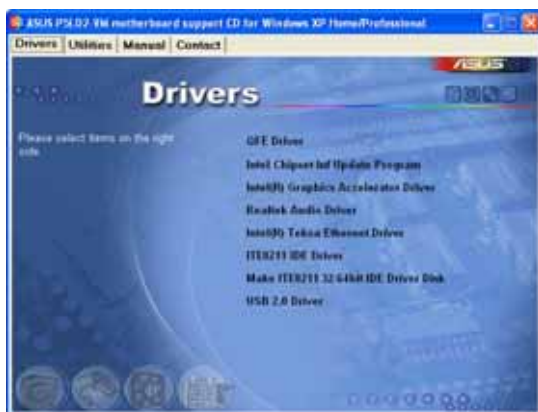 ASUS P5LD2-VM motherboard support CD for Windows XP Home/Professional
Drivers Utilities Manual Contact
ASUS
Drivers
Please select items on the right
side.
QFE Driver
Intel Chipset Inf Update Program
Intel(R) Graphics Accelerator Driver
Realtek Audio Driver
Intel(R) Tekoa Ethernet Driver
ITE8211 IDE Driver
Make ITE8211 32/64bit IDE Driver Disk
USB 2.0 Driver